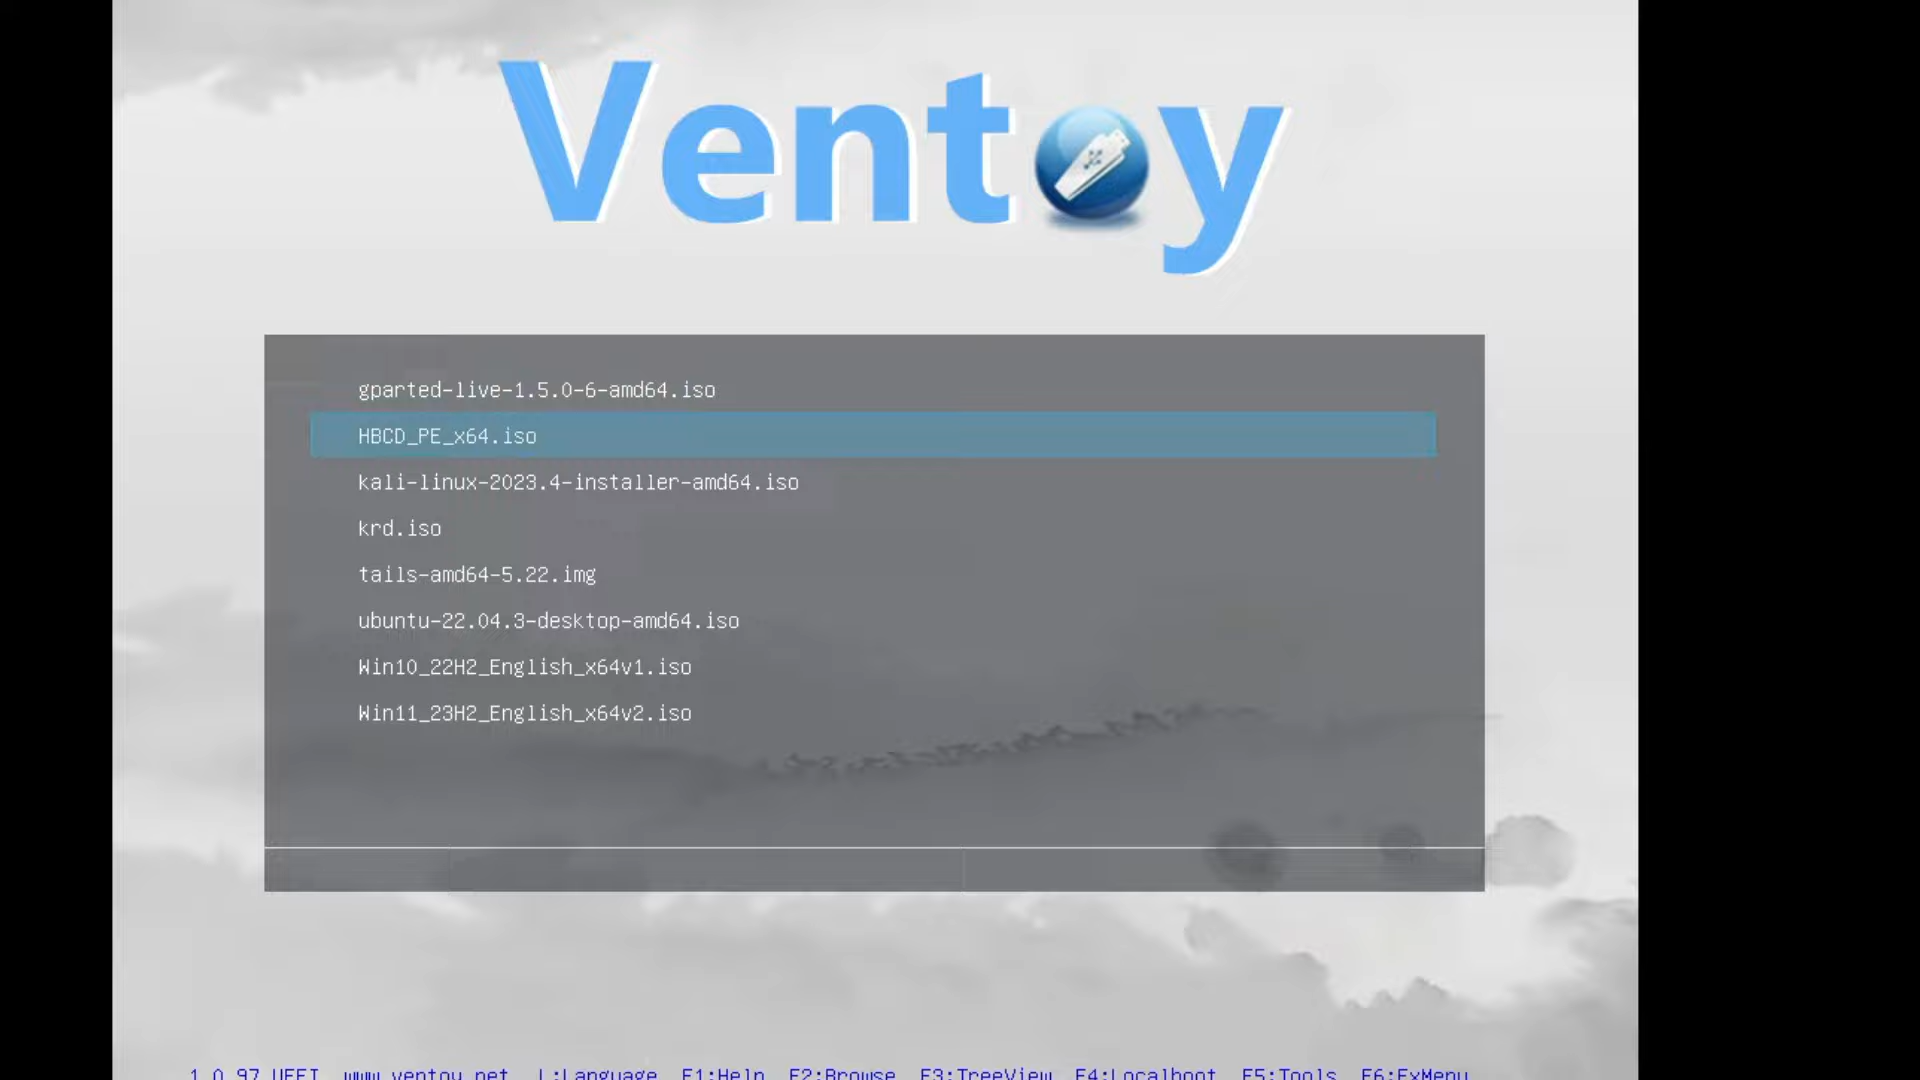 Ventoy
gparted-live-1.5.0-6-amd64.iso
HBCD_PE_x64.iso
kali-linux-2023.4-installer-amd64.iso
krd.iso
tails-amd64-5.22.img
ubuntu-22.04.3-desktop-amd64.iso
Win10_22H2_English_x64v1.iso
Win11_23H2_English_x64v2.iso
1.0.97 UEFI www.ventoy.net L:Language F1:Help F2:Browse F3:TreeView F4:Localboot F5:Tools F6:ExMenu